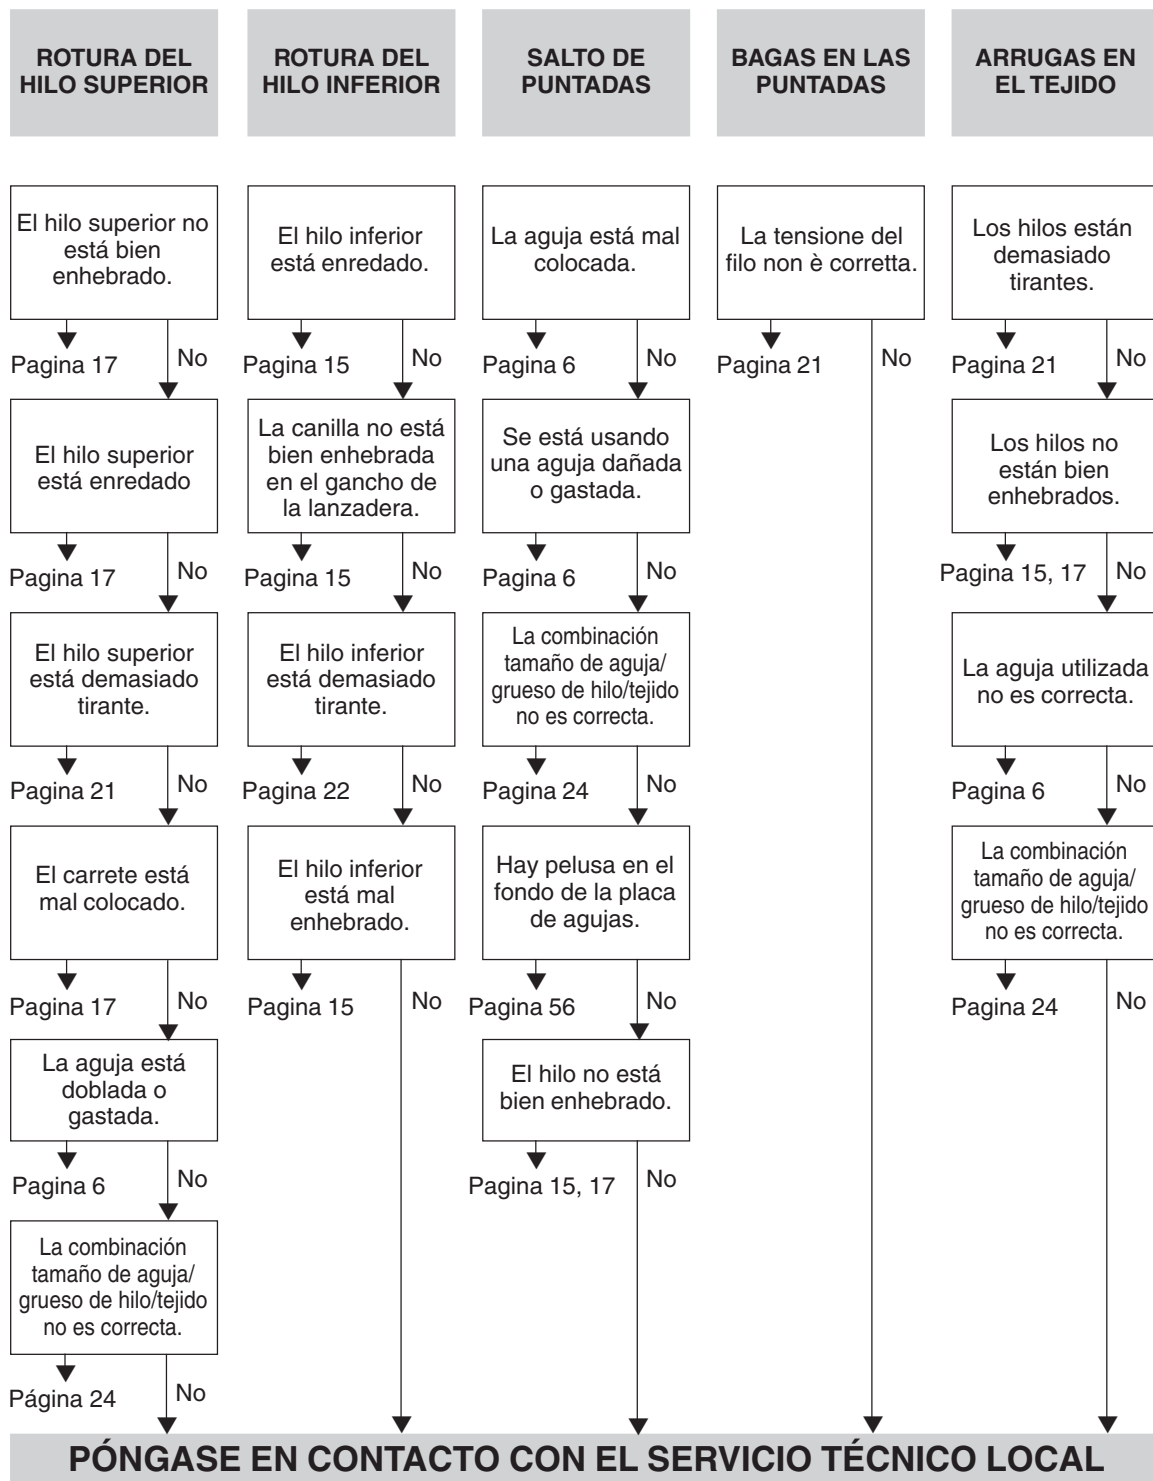 ROTURA DEL
HILO SUPERIOR
El hilo superior no
está bien
enhebrado.
Pagina 17
No
El hilo superior
está enredado
Pagina 17
No
El hilo superior
está demasiado
tirante.
Pagina 21
No
El carrete está
mal colocado.
Pagina 17
No
La aguja está
doblada o
gastada.
Pagina 6
No
La combinación
tamaño de aguja/
grueso de hilo/tejido
no es correcta.
Página 24
No
ROTURA DEL
HILO INFERIOR
El hilo inferior
está enredado.
Pagina 15
No
La canilla no está
bien enhebrada
en el gancho de
la lanzadera.
Pagina 15
No
El hilo inferior
está demasiado
tirante.
Pagina 22
No
El hilo inferior
está mal
enhebrado.
Pagina 15
No
SALTO DE
PUNTADAS
La aguja está mal
colocada.
Pagina 6
No
Se está usando
una aguja dañada
o gastada.
Pagina 6
No
La combinación
tamaño de aguja/
grueso de hilo/tejido
no es correcta.
Pagina 24
No
Hay pelusa en el
fondo de la placa
de agujas.
Pagina 56
No
El hilo no está
bien enhebrado.
Pagina 15, 17
No
BAGAS EN LAS
PUNTADAS
La tensione del
filo non è corretta.
Pagina 21
No
ARRUGAS EN
EL TEJIDO
Los hilos están
demasiado
tirantes.
Pagina 21
No
Los hilos no
están bien
enhebrados.
Pagina 15, 17
No
La aguja utilizada
no es correcta.
Pagina 6
No
La combinación
tamaño de aguja/
grueso de hilo/tejido
no es correcta.
Pagina 24
No
PÓNGASE EN CONTACTO CON EL SERVICIO TÉCNICO LOCAL